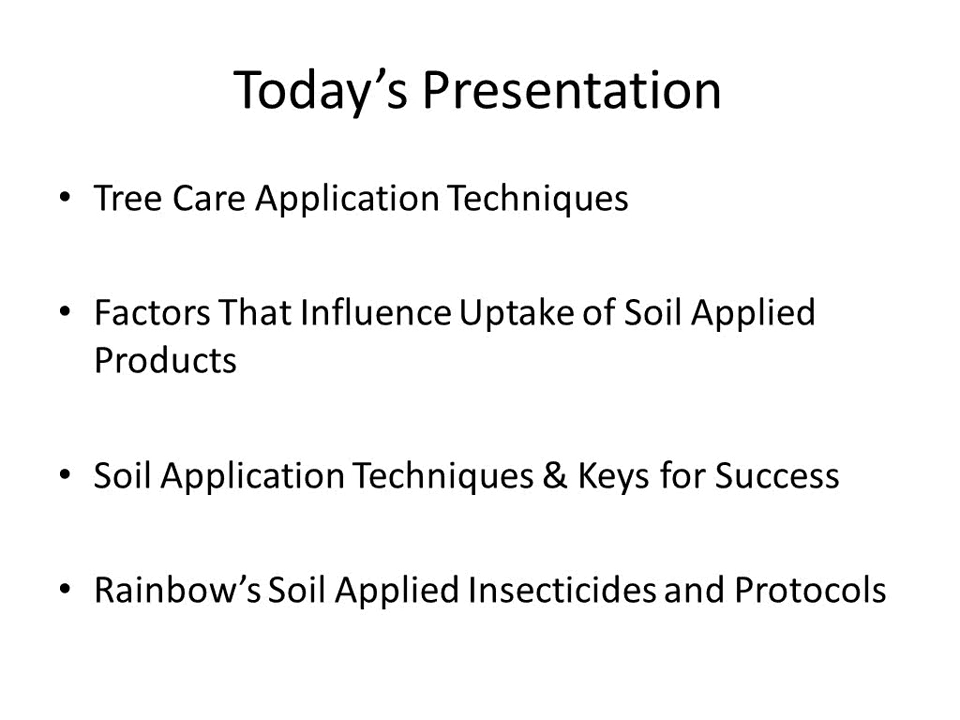 Today’s Presentation
• Tree Care Application Techniques
• Factors That Influence Uptake of Soil Applied
Products
• Soil Application Techniques & Keys for Success
• Rainbow’s Soil Applied Insecticides and Protocols